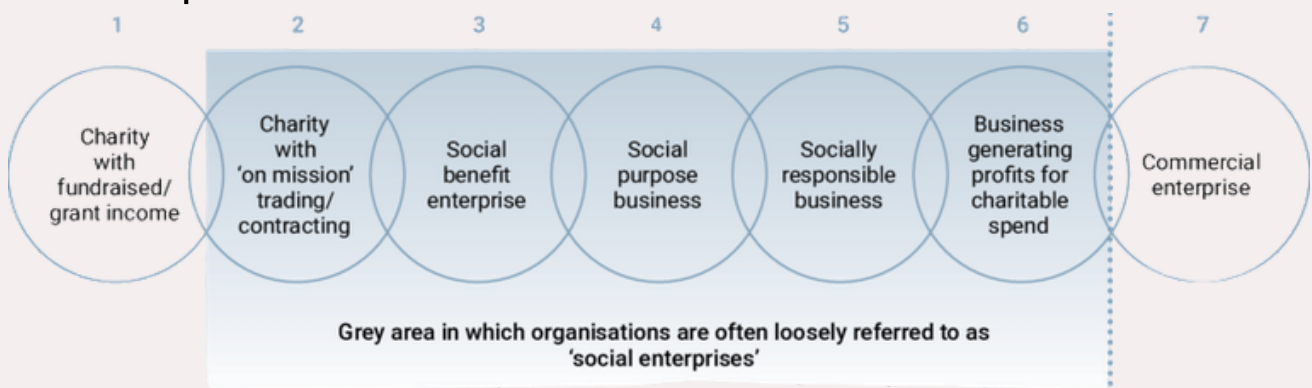 1 2 3 4 5 6 7
Charity
with
fundraised/
grant income
Charity
with
‘on mission’
trading/
contracting
Social
benefit
enterprise
Social
purpose
business
Socially
responsible
business
Business
generating
profits for
charitable
spend
Commercial
enterprise
Grey area in which organisations are often loosely referred to as
‘social enterprises’